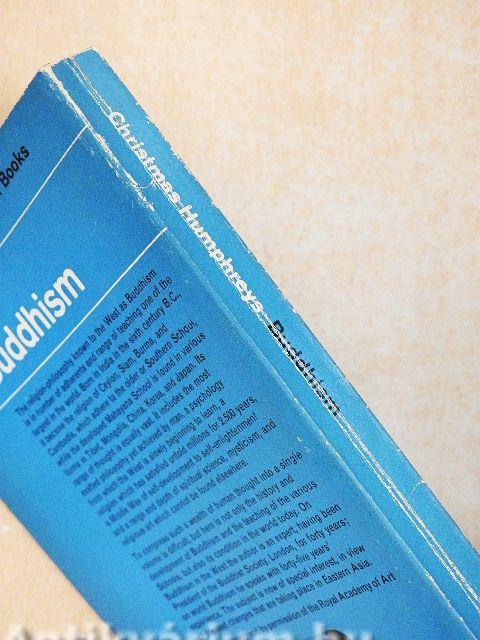 Books
Buddhism
Christmas Humphreys Buddhism
The religion-philosophy known to the West as Buddhism
is in number of adherents and range of teaching one of the
largest in the world. Born in India in the sixth century B.C.,
it became the religion of Ceylon, Siam, Burma, and
Cambodia, which adhere to the older or Southern School,
while the developed Mahayana School is found in various
forms in Tibet, Mongolia, China, Korea, and Japan. Its
range of thought is equally vast. It includes the most
exalted philosophy yet achieved by man, a psychology
from which the West is slowly beginning to learn, a
religion which has satisfied untold millions for 2,500 years,
a Middle Way of self-development to self-enlightenment
and a range and depth of spiritual science, mysticism, and
religious art which cannot be found elsewhere.
To compress such a wealth of human thought into a single
volume is difficult, but here is not only the history and
development of Buddhism and the teaching of the various
Schools, but also its condition in the world today. On
Buddhism in the West the author is an expert, having been
President of the Buddhist Society, London, for forty years;
on world Buddhism he speaks with forty-five years'
experience. The subject is now of special interest, in view
of the vast changes that are taking place in Eastern Asia.
by permission of the Royal Academy of Art
Antikvárium.hu